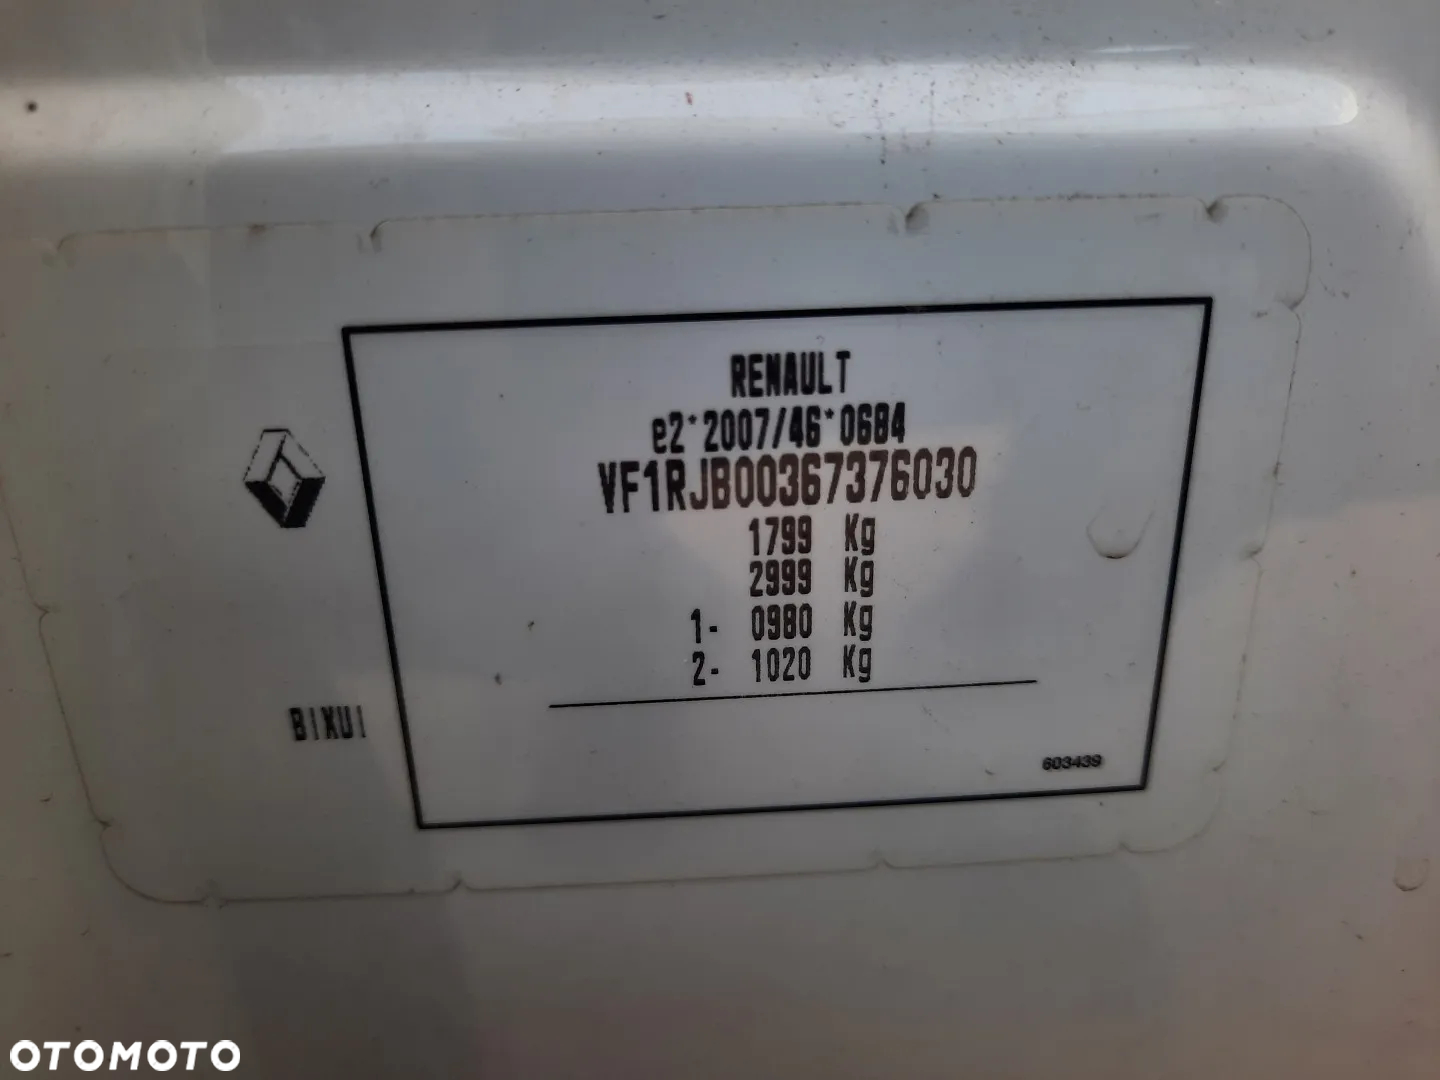 RENAULT
e2*2007/46*0684
VF1RJB00367376030
1799 Kg
2999 Kg
1- 0980 Kg
2- 1020 Kg
BIXUI
603439
OTOMOTO